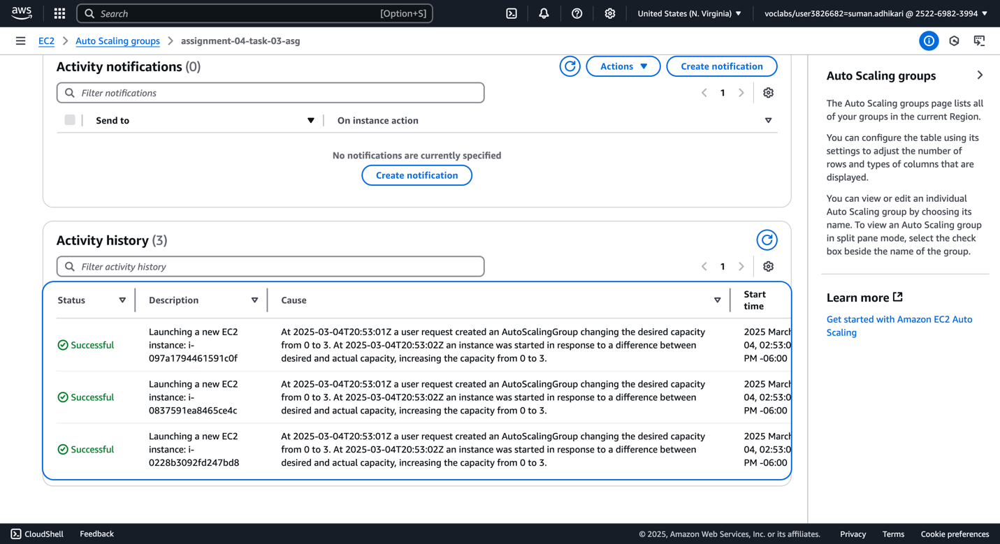 aws
Search
[Option+S]
United States (N. Virginia)
voclabs/user3826682=suman.adhikari @ 2522-6982-3994
EC2
Auto Scaling groups
assignment-04-task-03-asg
Activity notifications (0)
Actions
Create notification
Filter notifications
1
Send to
On instance action
No notifications are currently specified
Create notification
Activity history (3)
Filter activity history
1
Status
Description
Cause
Start
time
Successful
Launching a new EC2
instance: i-
097a1794461591c0f
At 2025-03-04T20:53:01Z a user request created an AutoScalingGroup changing the desired capacity
from 0 to 3. At 2025-03-04T20:53:02Z an instance was started in response to a difference between
desired and actual capacity, increasing the capacity from 0 to 3.
2025 March
04, 02:53:0
PM -06:00
Successful
Launching a new EC2
instance: i-
0837591ea8465ce4c
At 2025-03-04T20:53:01Z a user request created an AutoScalingGroup changing the desired capacity
from 0 to 3. At 2025-03-04T20:53:02Z an instance was started in response to a difference between
desired and actual capacity, increasing the capacity from 0 to 3.
2025 March
04, 02:53:0
PM -06:00
Successful
Launching a new EC2
instance: i-
0228b3092fd247bd8
At 2025-03-04T20:53:01Z a user request created an AutoScalingGroup changing the desired capacity
from 0 to 3. At 2025-03-04T20:53:02Z an instance was started in response to a difference between
desired and actual capacity, increasing the capacity from 0 to 3.
2025 March
04, 02:53:0
PM -06:00
Auto Scaling groups
The Auto Scaling groups page lists all
of your groups in the current Region.
You can configure the table using its
settings to adjust the number of
rows and types of columns that are
displayed.
You can view or edit an individual
Auto Scaling group by choosing its
name. To view an Auto Scaling group
in split pane mode, select the check
box beside the name of the group.
Learn more
Get started with Amazon EC2 Auto
Scaling
CloudShell
Feedback
© 2025, Amazon Web Services, Inc. or its affiliates.
Privacy
Terms
Cookie preferences